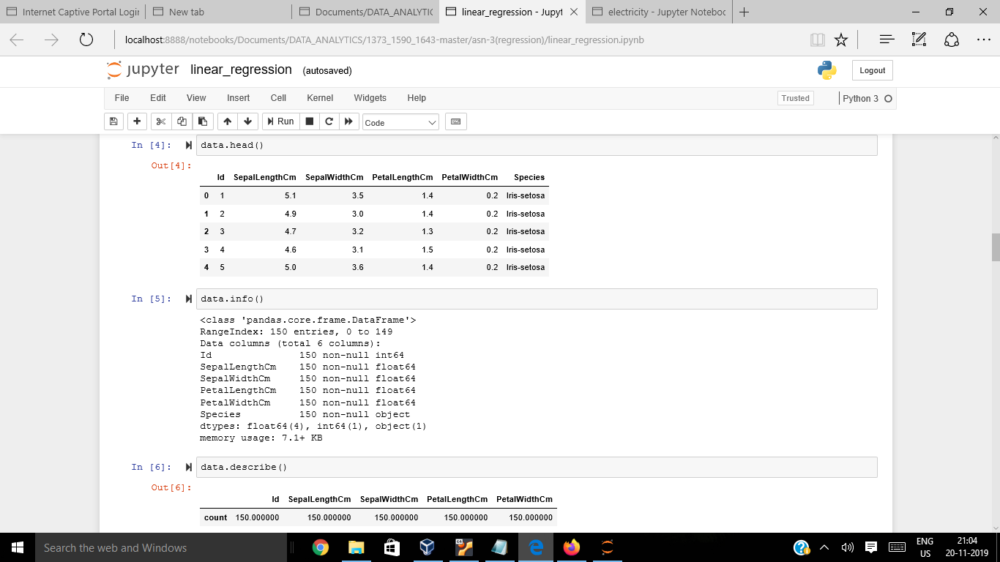 Internet Captive Portal Login New tab Documents/DATA_ANALYTIC linear_regression - Jupyt electricity - Jupyter Noteboc
localhost:8888/notebooks/Documents/DATA_ANALYTICS/1373_1590_1643-master/asn-3(regression)/linear_regression.ipynb
jupyter linear_regression (autosaved) Logout
File Edit View Insert Cell Kernel Widgets Help Trusted Python 3
Run Code
In [4]: data.head()
Out[4]:
Id SepalLengthCm SepalWidthCm PetalLengthCm PetalWidthCm Species
0 1 5.1 3.5 1.4 0.2 Iris-setosa
1 2 4.9 3.0 1.4 0.2 Iris-setosa
2 3 4.7 3.2 1.3 0.2 Iris-setosa
3 4 4.6 3.1 1.5 0.2 Iris-setosa
4 5 5.0 3.6 1.4 0.2 Iris-setosa
In [5]: data.info()
<class 'pandas.core.frame.DataFrame'>
RangeIndex: 150 entries, 0 to 149
Data columns (total 6 columns):
Id 150 non-null int64
SepalLengthCm 150 non-null float64
SepalWidthCm 150 non-null float64
PetalLengthCm 150 non-null float64
PetalWidthCm 150 non-null float64
Species 150 non-null object
dtypes: float64(4), int64(1), object(1)
memory usage: 7.1+ KB
In [6]: data.describe()
Out[6]:
Id SepalLengthCm SepalWidthCm PetalLengthCm PetalWidthCm
count 150.000000 150.000000 150.000000 150.000000 150.000000
Search the web and Windows ENG 21:04
US 20-11-2019